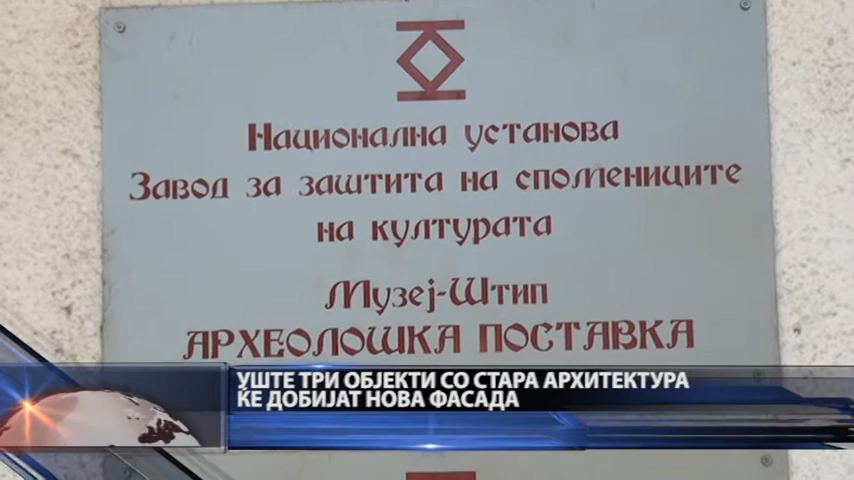 Национална установа
Завод за заштита на спомениците
на културата
Музеј-Штип
АРХЕОЛОШКА ПОСТАВКА
УШТЕ ТРИ ОБЈЕКТИ СО СТАРА АРХИТЕКТУРА
ЌЕ ДОБИЈАТ НОВА ФАСАДА